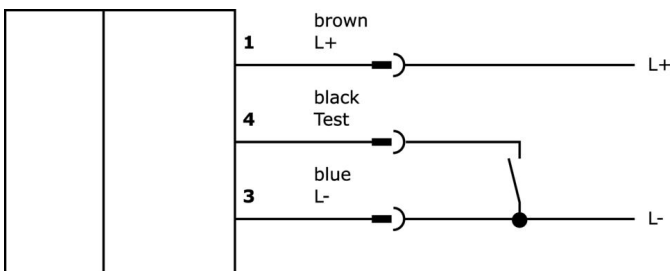 brown
1 L+
L+
black
4 Test
blue
3 L-
L-